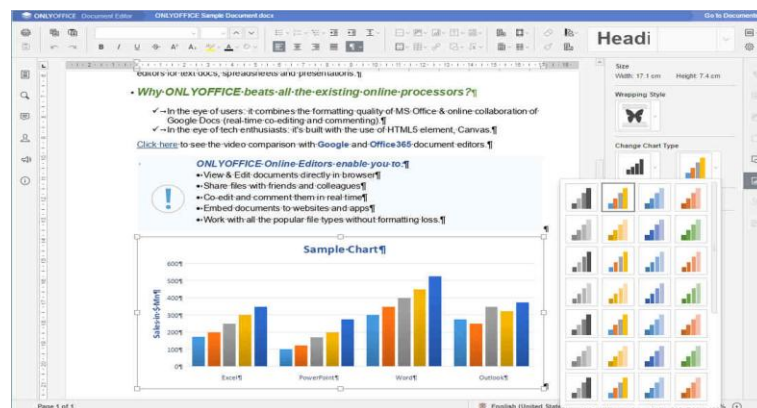 ONLYOFFICE Document Editor
ONLYOFFICE Sample Document.docx
Go to Documents
Headi
editors for text docs, spreadsheets and presentations.¶
• Why·ONLYOFFICE·beats·all·the·existing·online·processors?¶
✓→In the eye of users: it combines the formatting quality of MS Office & online collaboration of
Google Docs (real-time co-editing and commenting).¶
✓→In the eye of tech enthusiasts: it's built with the use of HTML5 element, Canvas.¶
Click here to see the video comparison with Google and Office365 document editors.¶
ONLYOFFICE·Online·Editors·enable·you·to:¶
•→View & Edit documents directly in browser¶
•→Share files with friends and colleagues¶
•→Co-edit and comment them in real time¶
•→Embed documents to websites and apps¶
•→Work with all the popular file types without formatting loss.¶
Sample·Chart¶
Sales·in·$·Mn¶
600¶
500¶
400¶
300¶
200¶
100¶
0¶
Excel¶
PowerPoint¶
Word¶
Outlook¶
Size
Width: 17.1 cm
Height: 7.4 cm
Wrapping Style
Change Chart Type
Page 1 of 1
English (United State
%